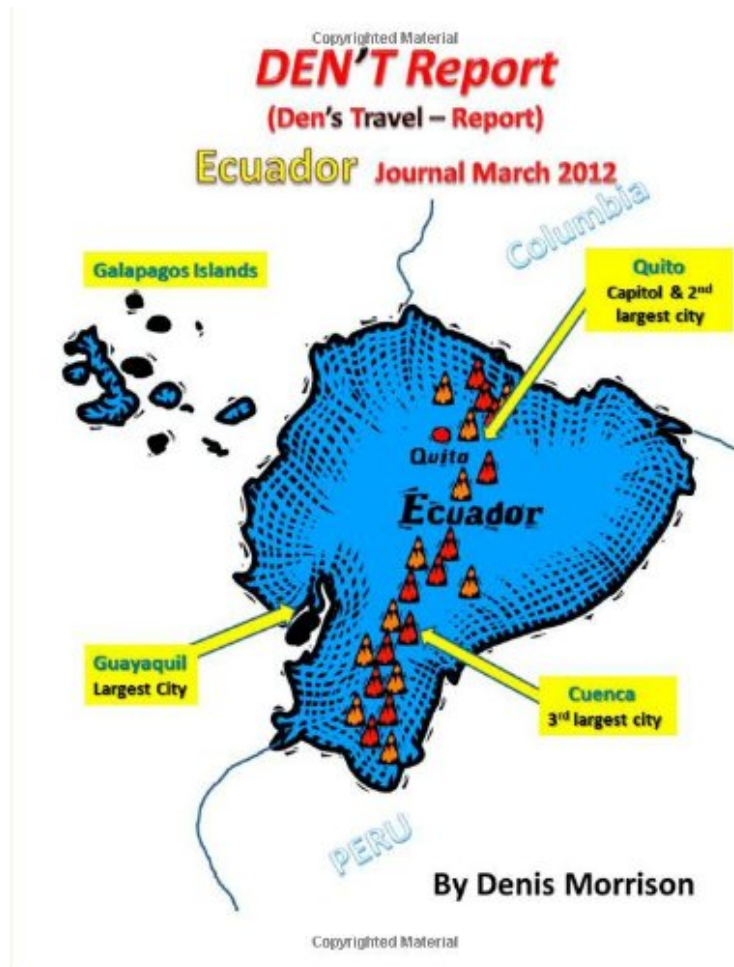 Copyrighted Material
DEN'T Report
(Den's Travel – Report)
Ecuador Journal March 2012
Columbia
Galapagos Islands
Quito
Capitol & 2nd
largest city
Quito
Ecuador
Guayaquil
Largest City
Cuenca
3rd largest city
PERU
By Denis Morrison
Copyrighted Material